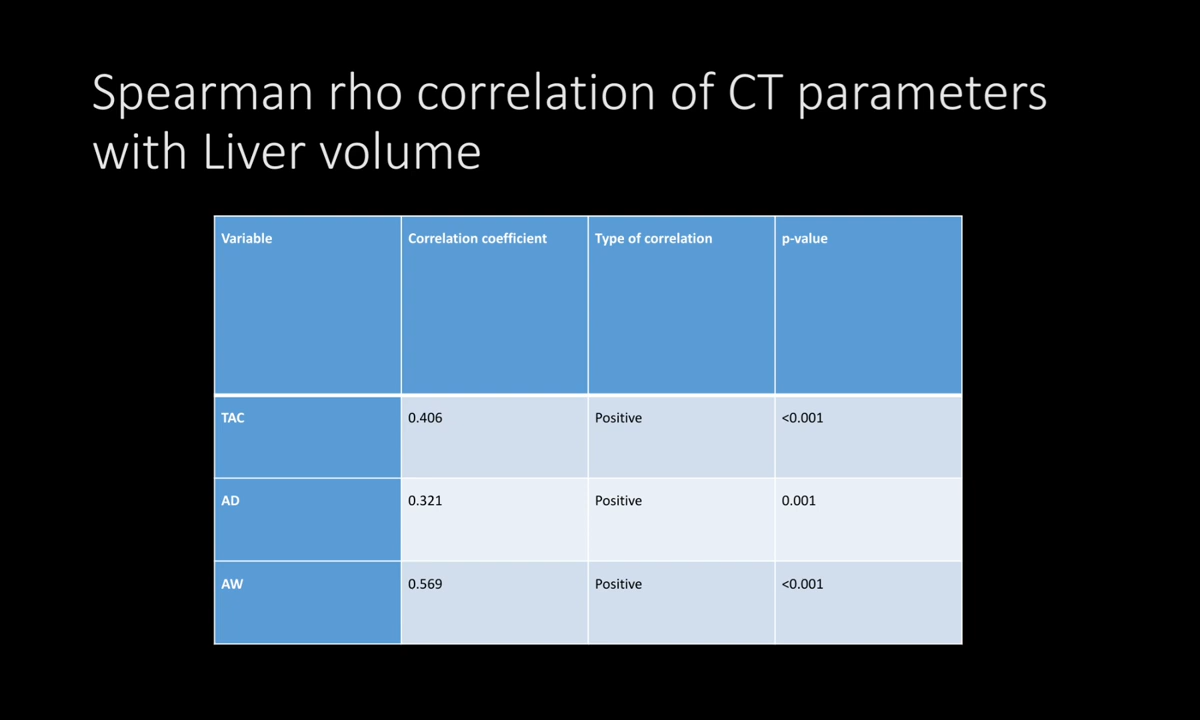 Spearman rho correlation of CT parameters
with Liver volume
Variable Correlation coefficient Type of correlation p-value
TAC 0.406 Positive <0.001
AD 0.321 Positive 0.001
AW 0.569 Positive <0.001